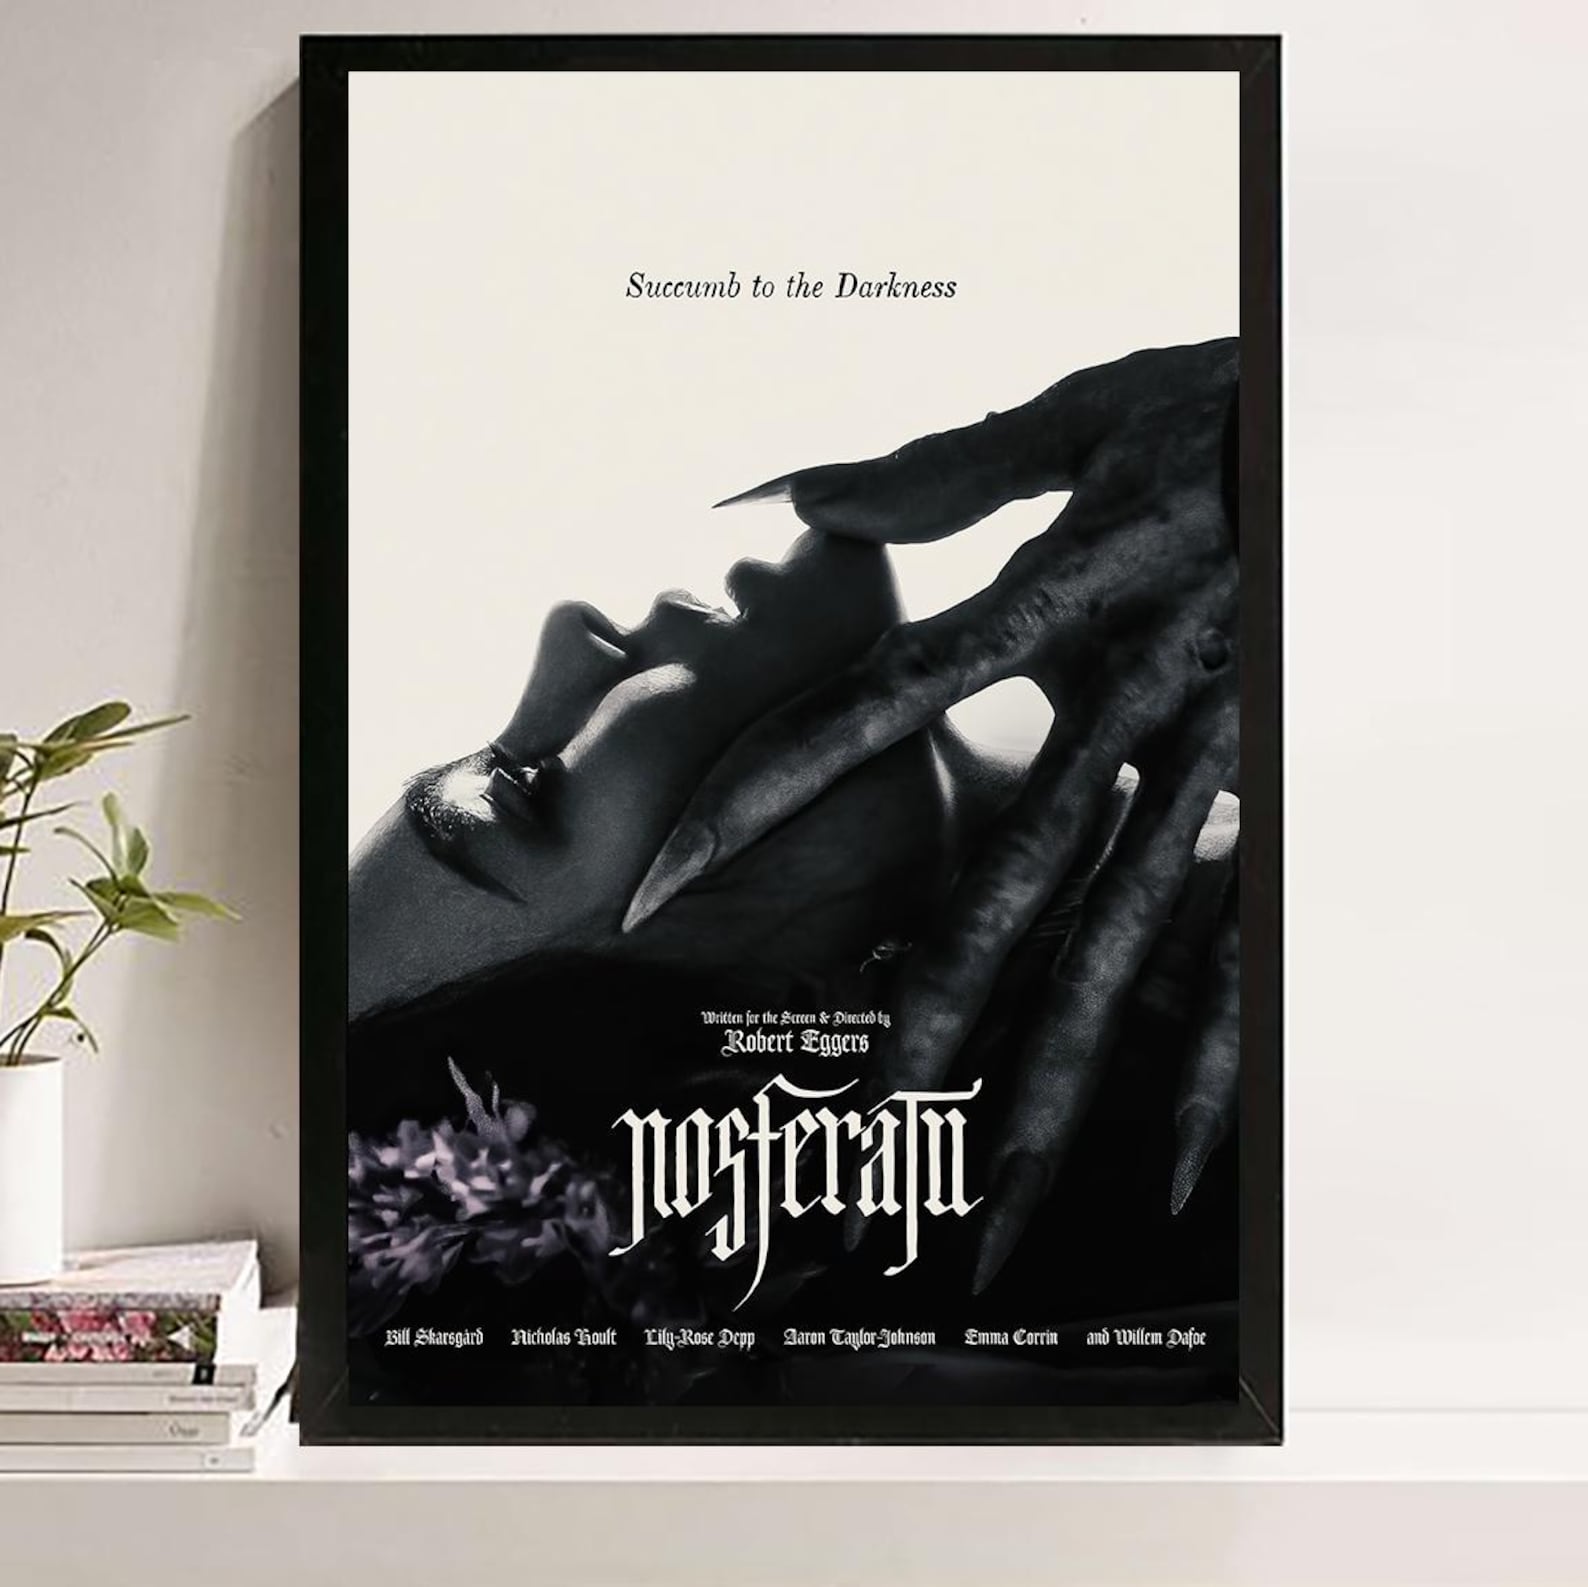 Succumb to the Darkness
Written for the Screen & Directed by
Robert Eggers
nosferatu
Bill Skarsgård Nicholas Hoult Lily-Rose Depp Aaron Taylor-Johnson Emma Corrin and Willem Dafoe